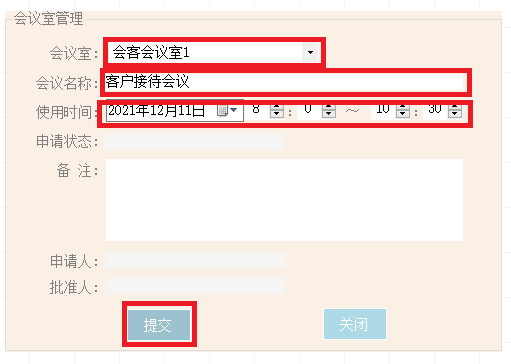 会议室管理
会议室： 会客会议室1
会议名称： 客户接待会议
使用时间： 2021年12月11日 8 : 0 ～ 10 : 30
申请状态：
备 注：
申请人：
批准人：
提交 关闭